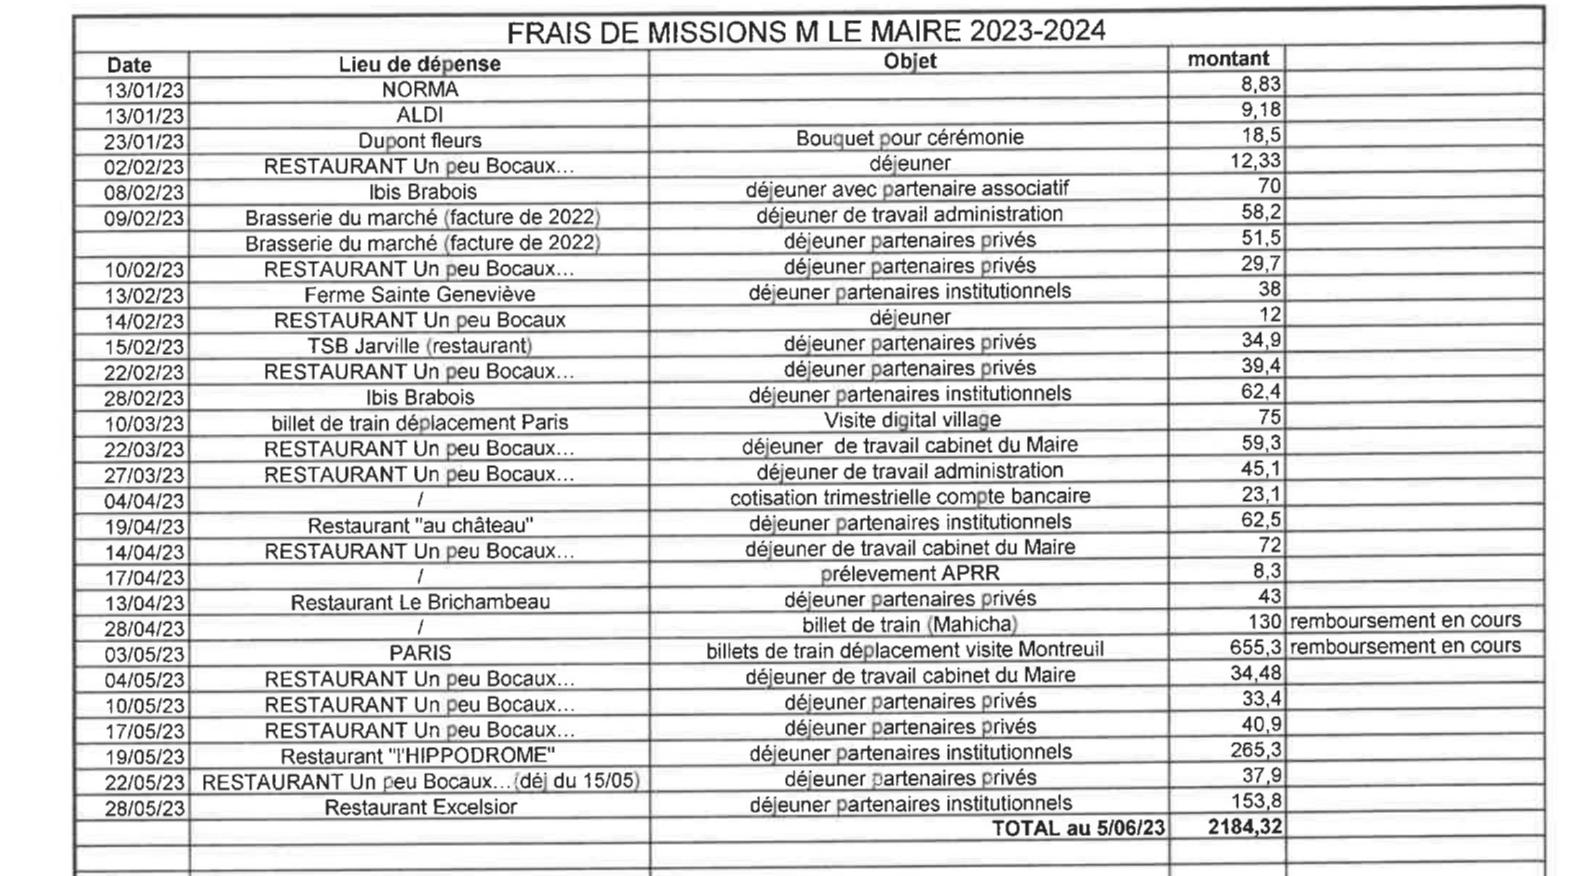 FRAIS DE MISSIONS M LE MAIRE 2023-2024
Date Lieu de dépense Objet montant
13/01/23 NORMA 8,83
13/01/23 ALDI 9,18
23/01/23 Dupont fleurs Bouquet pour cérémonie 18,5
02/02/23 RESTAURANT Un peu Bocaux... déjeuner 12,33
08/02/23 Ibis Brabois déjeuner avec partenaire associatif 70
09/02/23 Brasserie du marché (facture de 2022) déjeuner de travail administration 58,2
Brasserie du marché (facture de 2022) déjeuner partenaires privés 51,5
10/02/23 RESTAURANT Un peu Bocaux... déjeuner partenaires privés 29,7
13/02/23 Ferme Sainte Geneviève déjeuner partenaires institutionnels 38
14/02/23 RESTAURANT Un peu Bocaux déjeuner 12
15/02/23 TSB Jarville (restaurant) déjeuner partenaires privés 34,9
22/02/23 RESTAURANT Un peu Bocaux... déjeuner partenaires privés 39,4
28/02/23 Ibis Brabois déjeuner partenaires institutionnels 62,4
10/03/23 billet de train déplacement Paris Visite digital village 75
22/03/23 RESTAURANT Un peu Bocaux... déjeuner de travail cabinet du Maire 59,3
27/03/23 RESTAURANT Un peu Bocaux... déjeuner de travail administration 45,1
04/04/23 / cotisation trimestrielle compte bancaire 23,1
19/04/23 Restaurant "au château" déjeuner partenaires institutionnels 62,5
14/04/23 RESTAURANT Un peu Bocaux... déjeuner de travail cabinet du Maire 72
17/04/23 / prélevement APRR 8,3
13/04/23 Restaurant Le Brichambeau déjeuner partenaires privés 43
28/04/23 / billet de train (Mahicha) 130 remboursement en cours
03/05/23 PARIS billets de train déplacement visite Montreuil 655,3 remboursement en cours
04/05/23 RESTAURANT Un peu Bocaux... déjeuner de travail cabinet du Maire 34,48
10/05/23 RESTAURANT Un peu Bocaux... déjeuner partenaires privés 33,4
17/05/23 RESTAURANT Un peu Bocaux... déjeuner partenaires privés 40,9
19/05/23 Restaurant "l'HIPPODROME" déjeuner partenaires institutionnels 265,3
22/05/23 RESTAURANT Un peu Bocaux...(déj du 15/05) déjeuner partenaires privés 37,9
28/05/23 Restaurant Excelsior déjeuner partenaires institutionnels 153,8
TOTAL au 5/06/23 2184,32